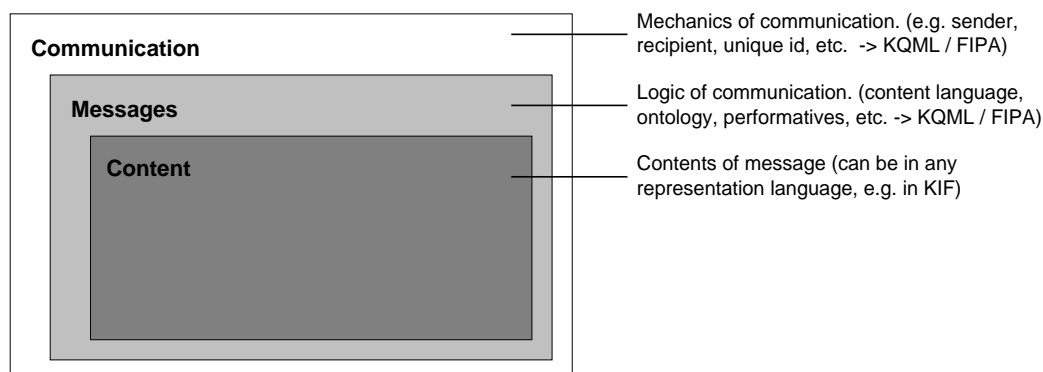 Communication
Messages
Content
Mechanics of communication. (e.g. sender,
recipient, unique id, etc.  -> KQML / FIPA)
Logic of communication. (content language,
ontology, performatives, etc. -> KQML / FIPA)
Contents of message (can be in any
representation language, e.g. in KIF)